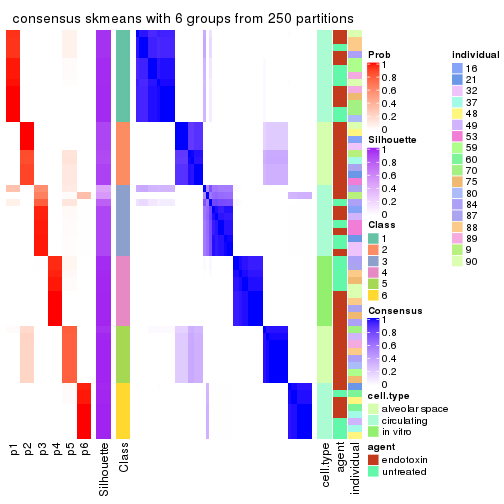 consensus skmeans with 6 groups from 250 partitions
Prob
1
0.8
0.6
0.4
0.2
0
Silhouette
1
0.8
0.6
0.4
0.2
0
Class
1
2
3
4
5
6
Consensus
1
0.8
0.6
0.4
0.2
0
cell.type
alveolar space
circulating
in vitro
agent
endotoxin
untreated
individual
16
21
32
37
48
49
53
59
60
70
75
80
84
87
88
89
9
90
p1
p2
p3
p4
p5
p6
Silhouette
Class
cell.type
agent
individual